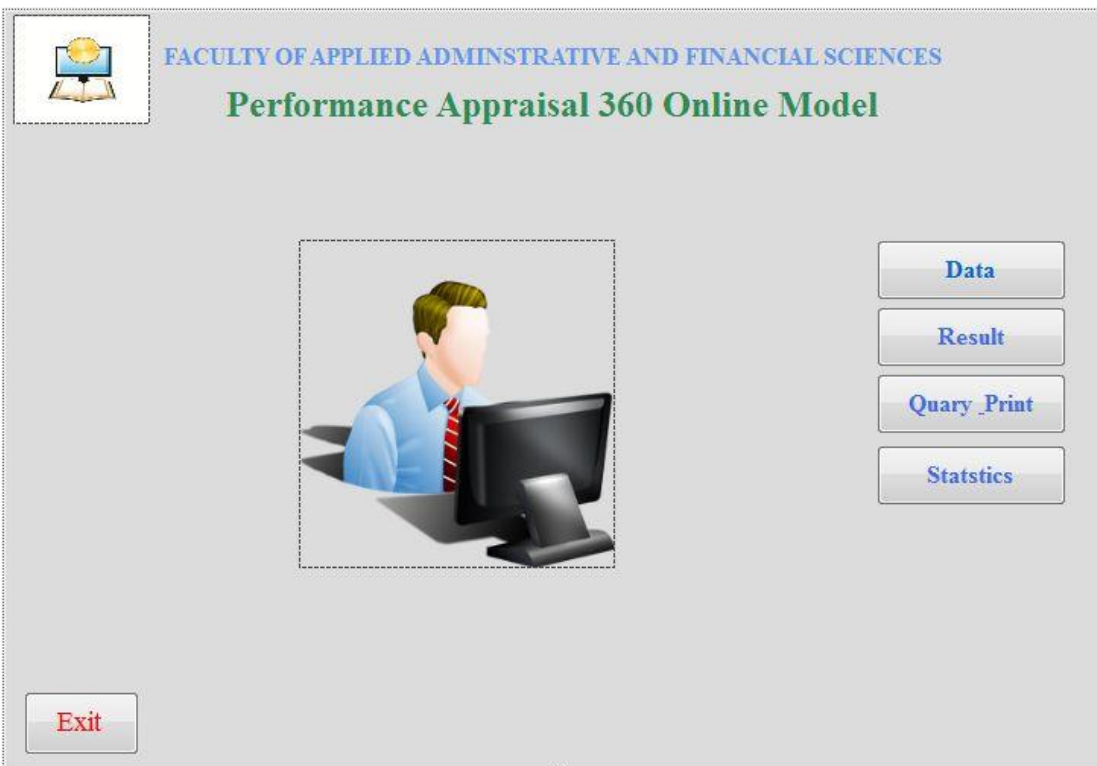 FACULTY OF APPLIED ADMINSTRATIVE AND FINANCIAL SCIENCES
Performance Appraisal 360 Online Model
Data
Result
Quary_Print
Statstics
Exit